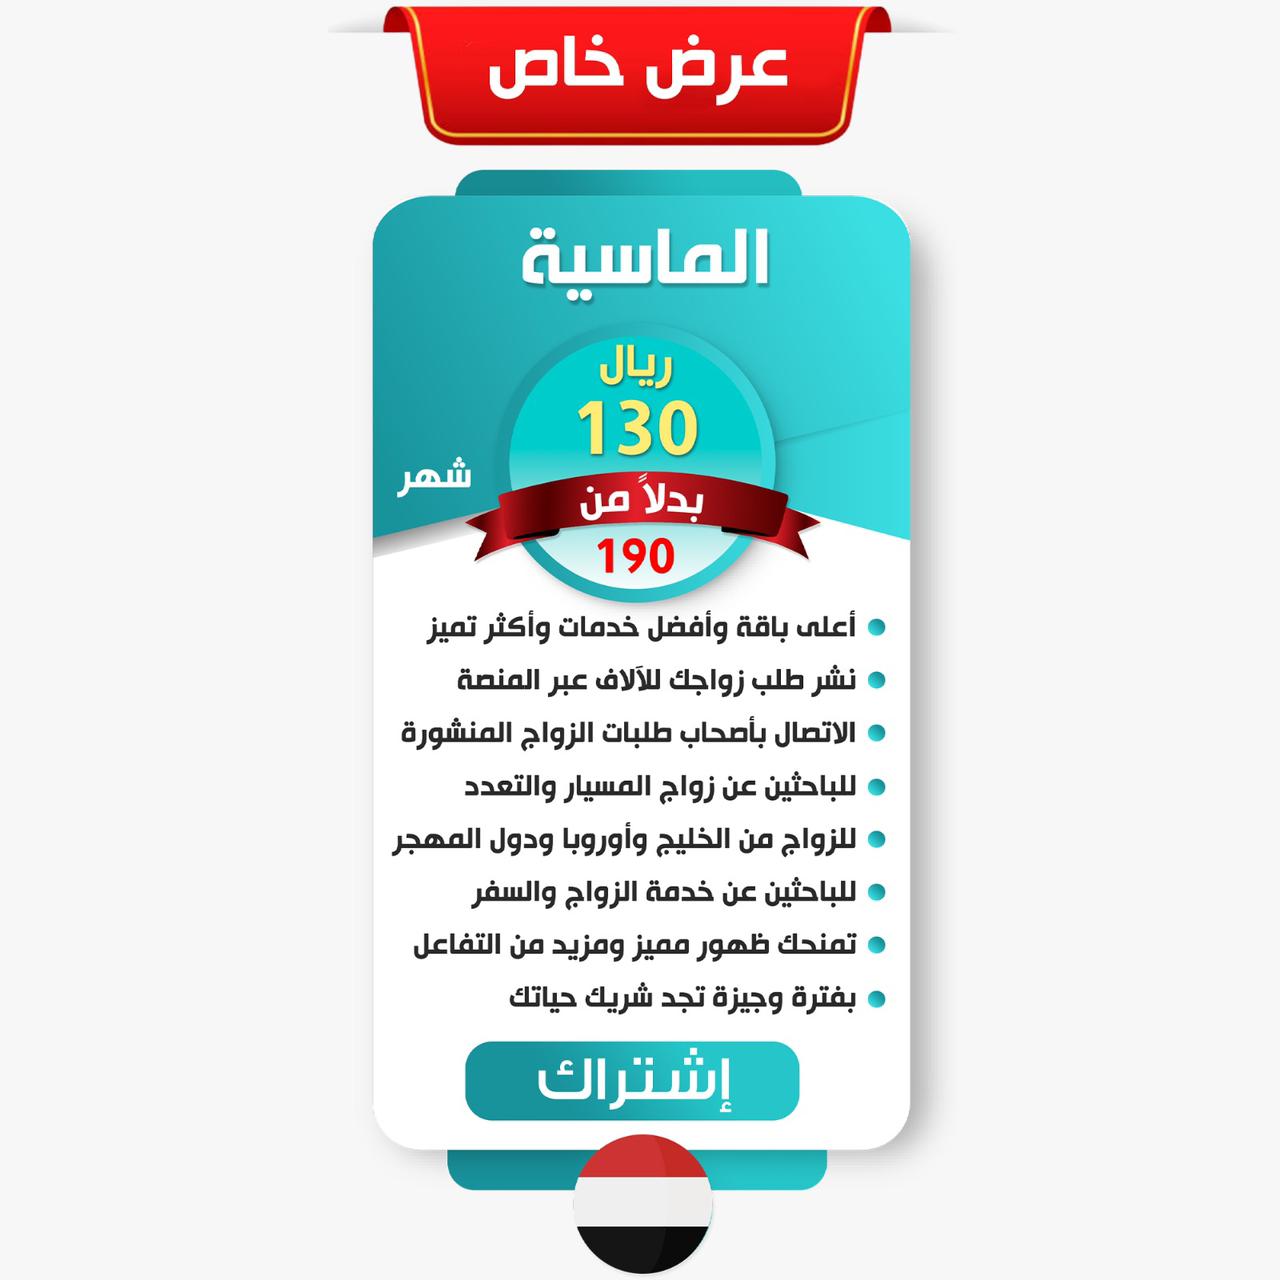 عرض خاص
الماسية
ريال
130
شهر
بدلاً من
190
أعلى باقة وأفضل خدمات وأكثر تميز
نشر طلب زواجك للآلاف عبر المنصة
الاتصال بأصحاب طلبات الزواج المنشورة
للباحثين عن زواج المسيار والتعدد
للزواج من الخليج وأوروبا ودول المهجر
للباحثين عن خدمة الزواج والسفر
تمنحك ظهور مميز ومزيد من التفاعل
بفترة وجيزة تجد شريك حياتك
إشتراك